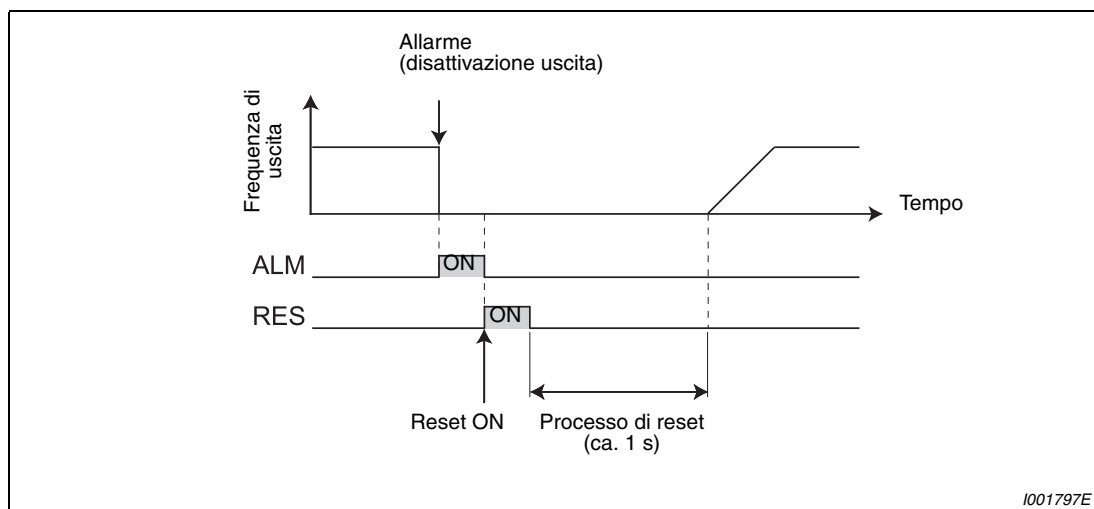 Allarme
(disattivazione uscita)
Frequenza di
uscita
Tempo
ALM
ON
RES
ON
Reset ON
Processo di reset
(ca. 1 s)
I001797E